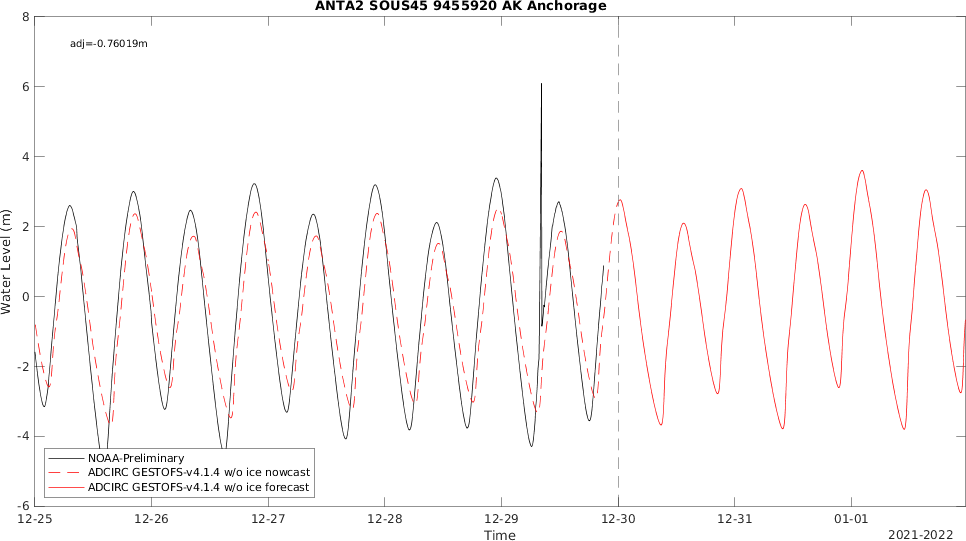 ANTA2 SOUS45 9455920 AK Anchorage
8
adj=-0.76019m
6
4
2
Water Level (m)
0
-2
-4
NOAA-Preliminary
ADCIRC GESTOFS-v4.1.4 w/o ice nowcast
ADCIRC GESTOFS-v4.1.4 w/o ice forecast
-6
12-25 12-26 12-27 12-28 12-29 12-30 12-31 01-01
Time
2021-2022